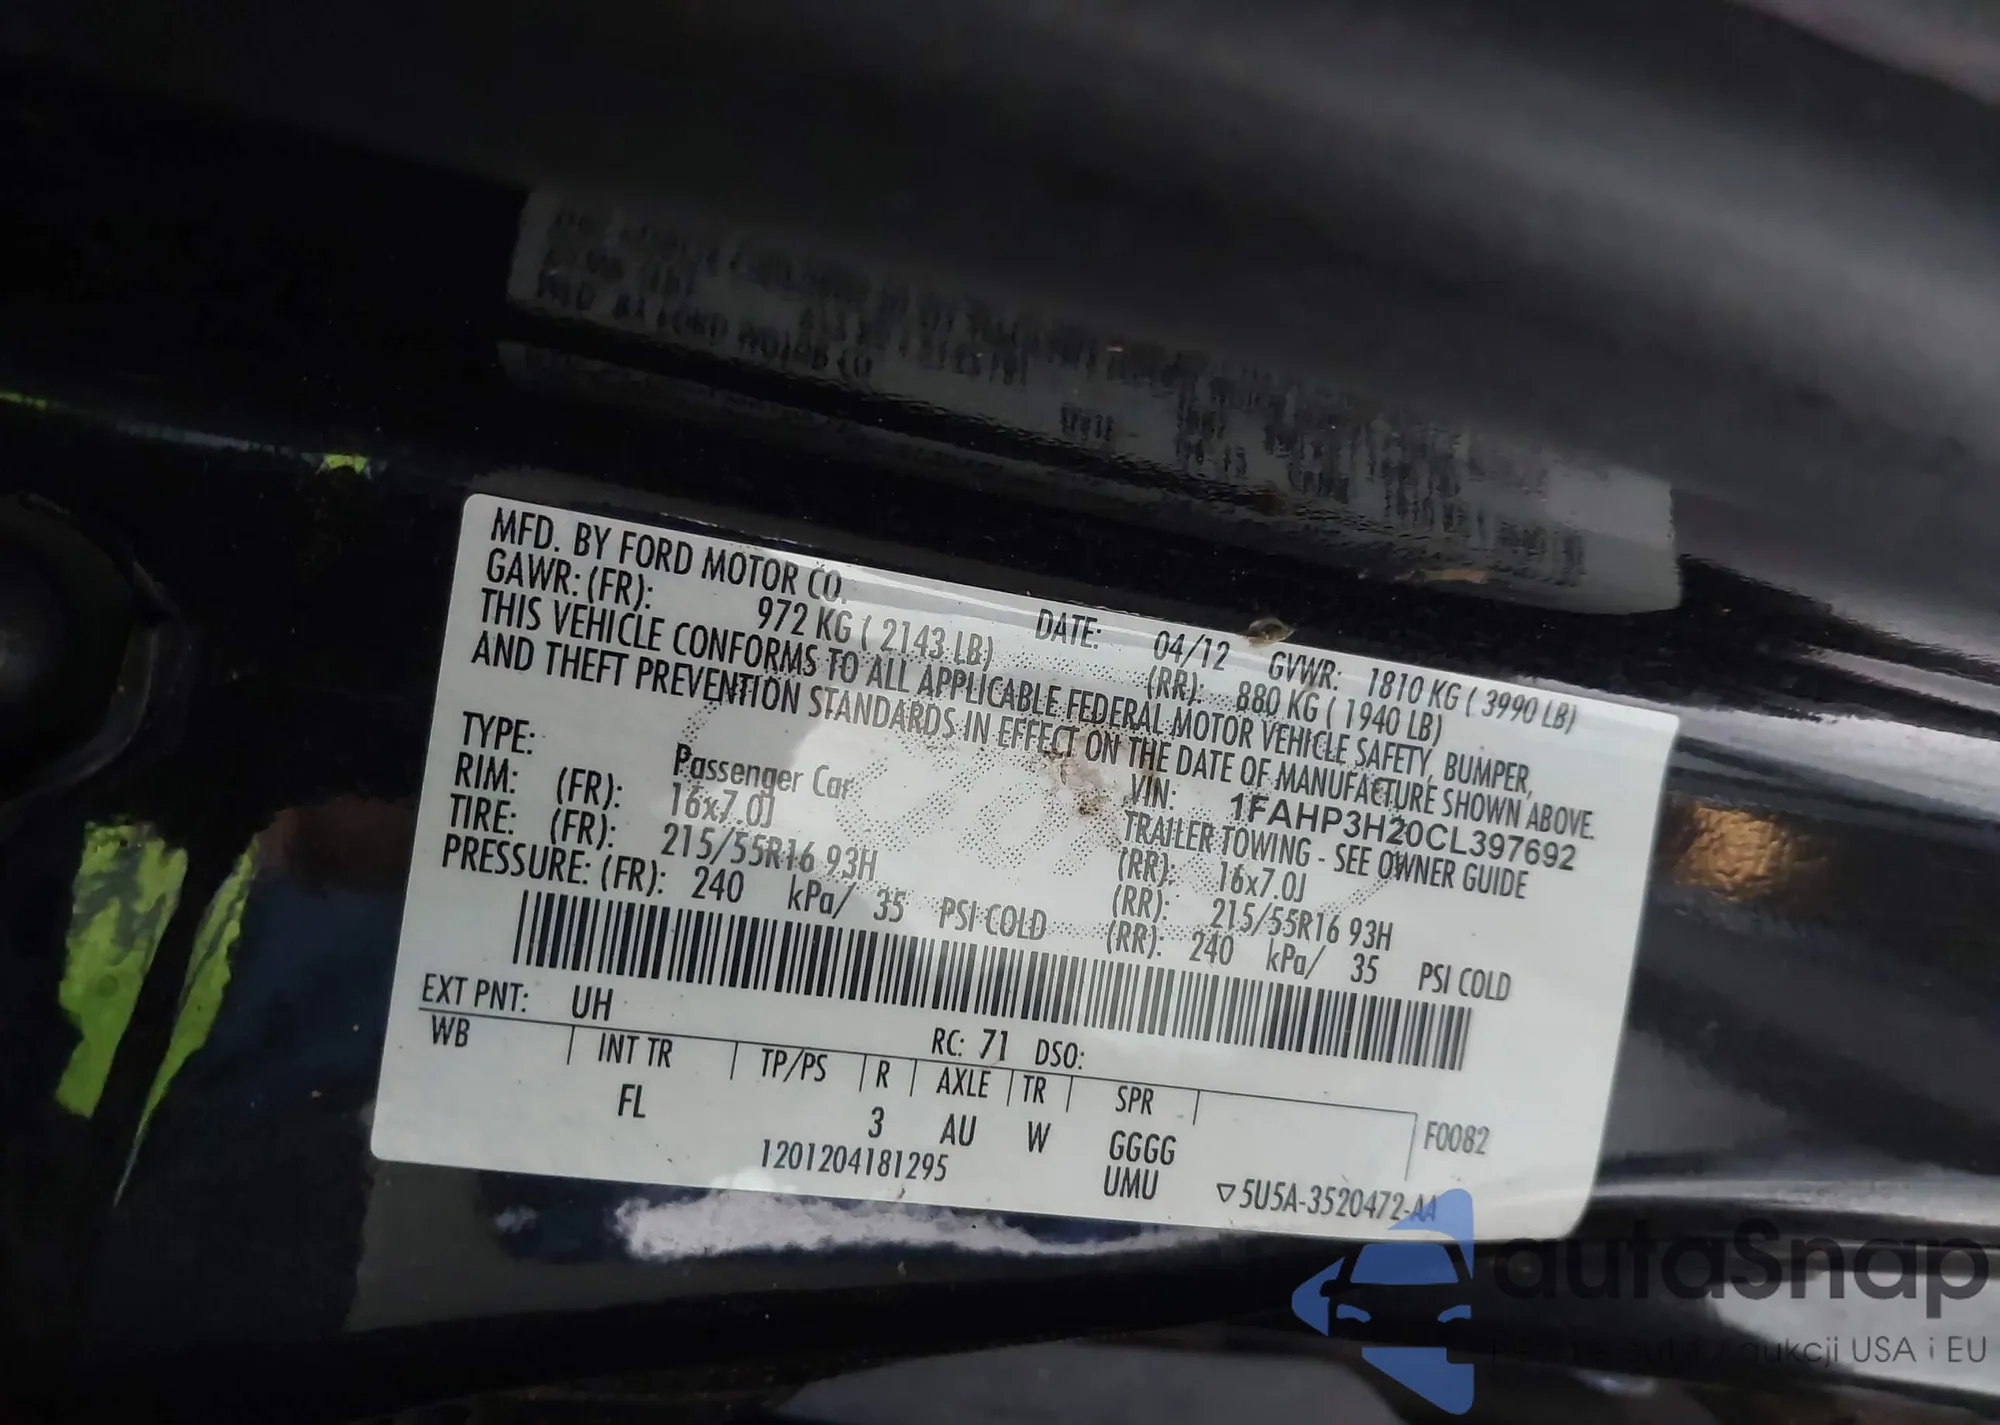 MFD. BY FORD MOTOR CO. DATE: 04/12 GVWR: 1810 KG ( 3990 LB)
GAWR: (FR): 972 KG ( 2143 LB) (RR): 880 KG ( 1940 LB)
THIS VEHICLE CONFORMS TO ALL APPLICABLE FEDERAL MOTOR VEHICLE SAFETY, BUMPER,
AND THEFT PREVENTION STANDARDS IN EFFECT ON THE DATE OF MANUFACTURE SHOWN ABOVE.
VIN: 1FAHP3H20CL397692
TYPE: Passenger Car TRAILER TOWING - SEE OWNER GUIDE
RIM: (FR): 16x7.0J (RR): 16x7.0J
TIRE: (FR): 215/55R16 93H (RR): 215/55R16 93H
PRESSURE: (FR): 240 kPa/ 35 PSI COLD (RR): 240 kPa/ 35 PSI COLD
EXT PNT: UH RC: 71 DSO:
WB INT TR TP/PS R AXLE TR SPR F0082
FL 3 AU W GGGG
1201204181295 UMU ▽5U5A-3520472-AA
autaSnap
aukcji USA i EU